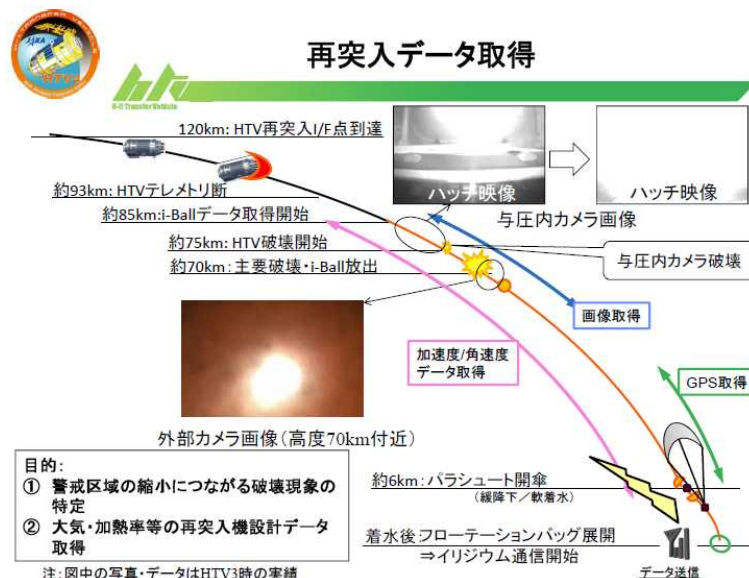 再突入データ取得
H-II Transfer Vehicle
120km: HTV再突入I/F点到達
約93km: HTVテレメトリ断
約85km:i-Ballデータ取得開始
約75km: HTV破壊開始
約70km: 主要破壊・i-Ball放出
ハッチ映像
ハッチ映像
与圧内カメラ画像
与圧内カメラ破壊
画像取得
加速度/角速度
データ取得
GPS取得
外部カメラ画像(高度70km付近)
目的:
① 警戒区域の縮小につながる破壊現象の
特定
② 大気・加熱率等の再突入機設計データ
取得
約6km: パラシュート開傘
(緩降下/軟着水)
着水後: フローテーションバッグ展開
⇒イリジウム通信開始
データ送信
注: 図中の写真・データはHTV3時の実績